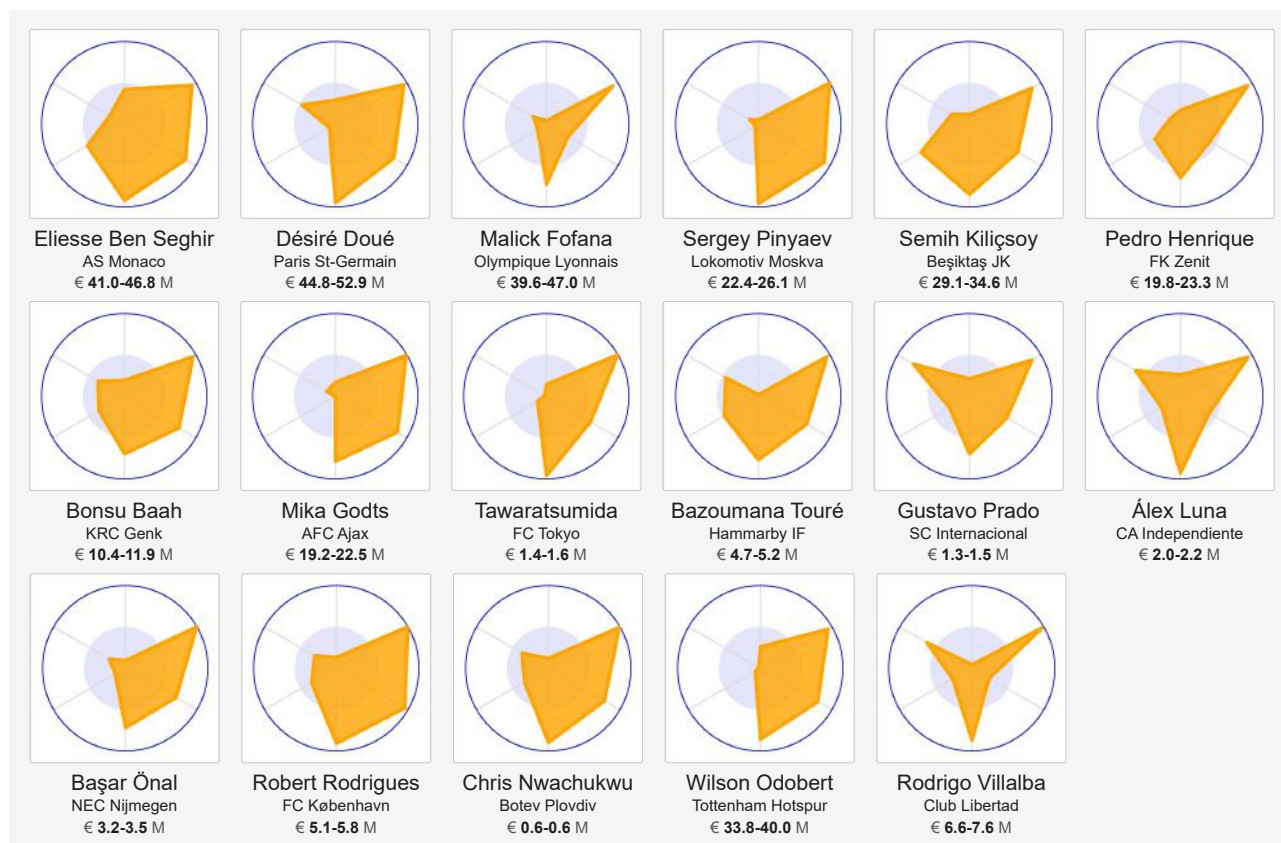 Eliesse Ben Seghir
AS Monaco
€ 41.0-46.8 M
Désiré Doué
Paris St-Germain
€ 44.8-52.9 M
Malick Fofana
Olympique Lyonnais
€ 39.6-47.0 M
Sergey Pinyaev
Lokomotiv Moskva
€ 22.4-26.1 M
Semih Kiliçsoy
Beşiktaş JK
€ 29.1-34.6 M
Pedro Henrique
FK Zenit
€ 19.8-23.3 M
Bonsu Baah
KRC Genk
€ 10.4-11.9 M
Mika Godts
AFC Ajax
€ 19.2-22.5 M
Tawaratsumida
FC Tokyo
€ 1.4-1.6 M
Bazoumana Touré
Hammarby IF
€ 4.7-5.2 M
Gustavo Prado
SC Internacional
€ 1.3-1.5 M
Álex Luna
CA Independiente
€ 2.0-2.2 M
Başar Önal
NEC Nijmegen
€ 3.2-3.5 M
Robert Rodrigues
FC København
€ 5.1-5.8 M
Chris Nwachukwu
Botev Plovdiv
€ 0.6-0.6 M
Wilson Odobert
Tottenham Hotspur
€ 33.8-40.0 M
Rodrigo Villalba
Club Libertad
€ 6.6-7.6 M